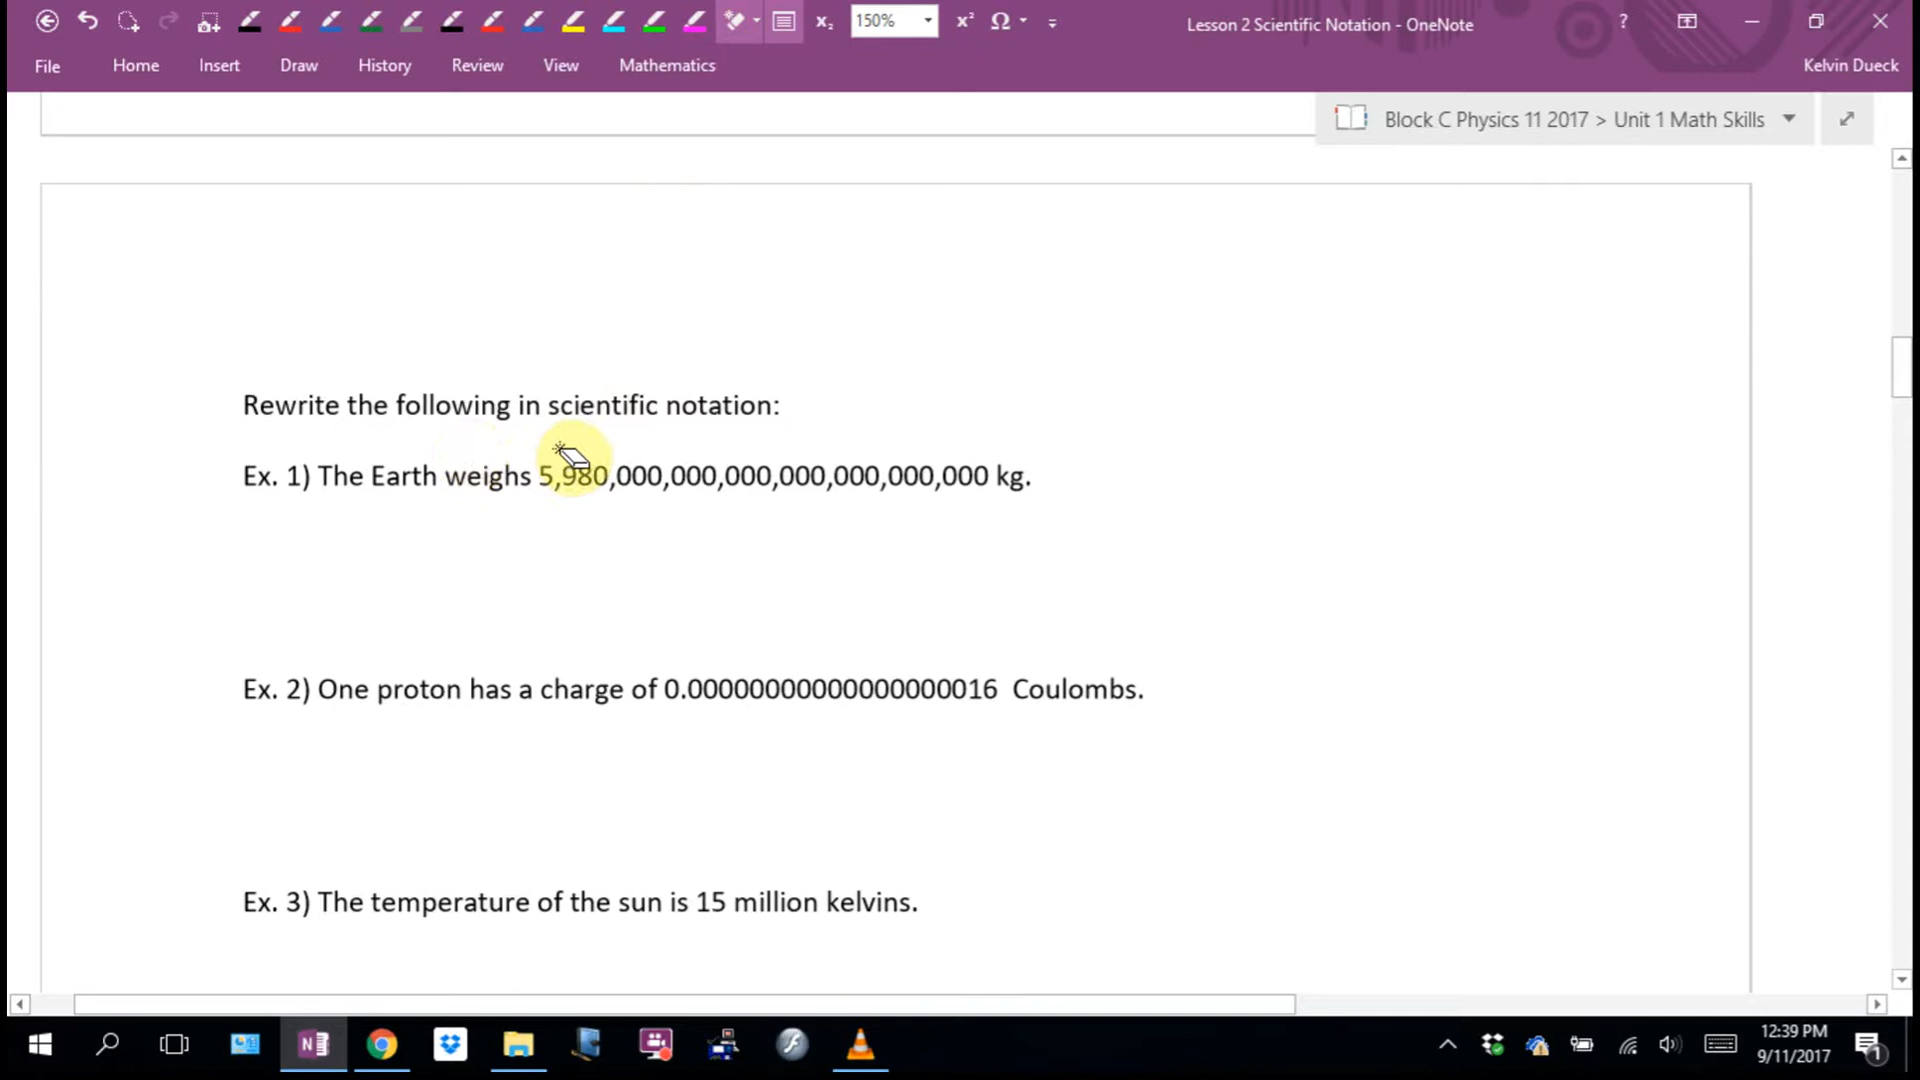 x₂
150%
x²
Ω
Lesson 2 Scientific Notation - OneNote
?
File
Home
Insert
Draw
History
Review
View
Mathematics
Kelvin Dueck
Block C Physics 11 2017 > Unit 1 Math Skills
Rewrite the following in scientific notation:
Ex. 1) The Earth weighs 5,980,000,000,000,000,000,000,000 kg.
Ex. 2) One proton has a charge of 0.00000000000000000016 Coulombs.
Ex. 3) The temperature of the sun is 15 million kelvins.
N
12:39 PM
9/11/2017
1